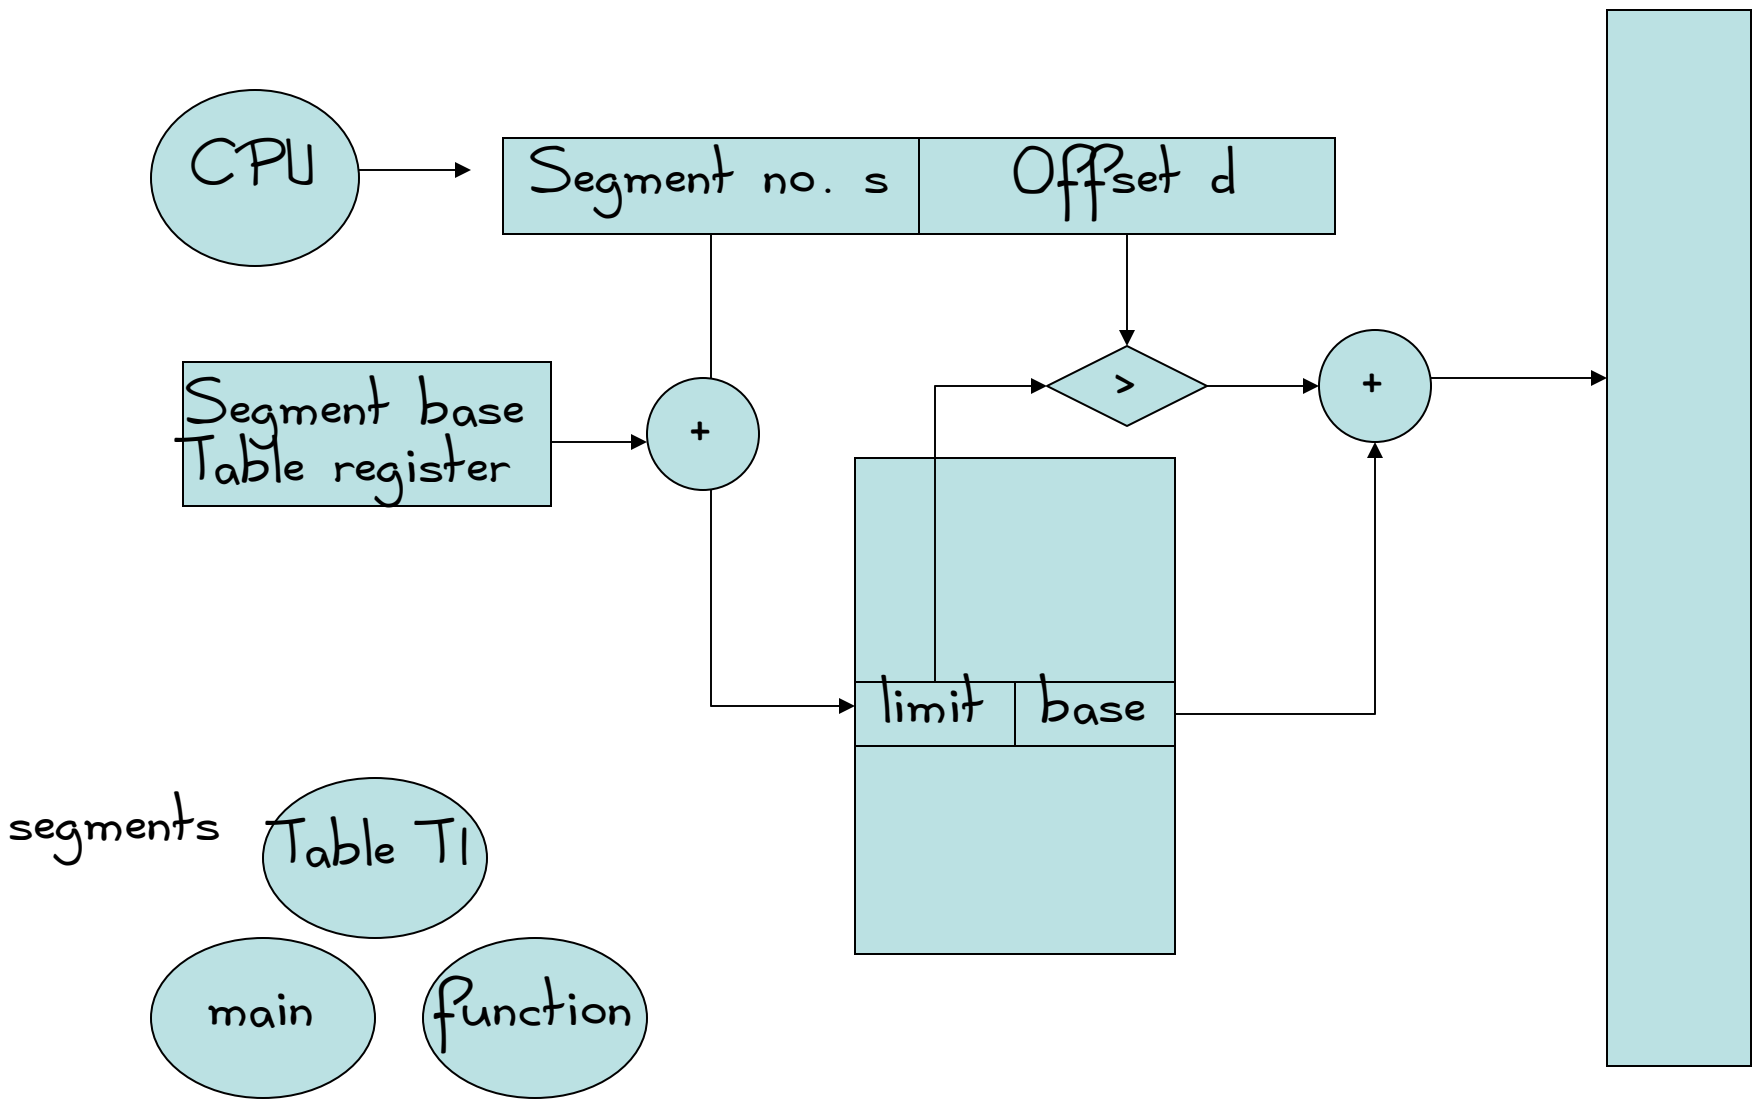 CPU
Segment no. s
Offset d
Segment base
Table register
+
>
+
limit
base
segments
Table T1
main
function